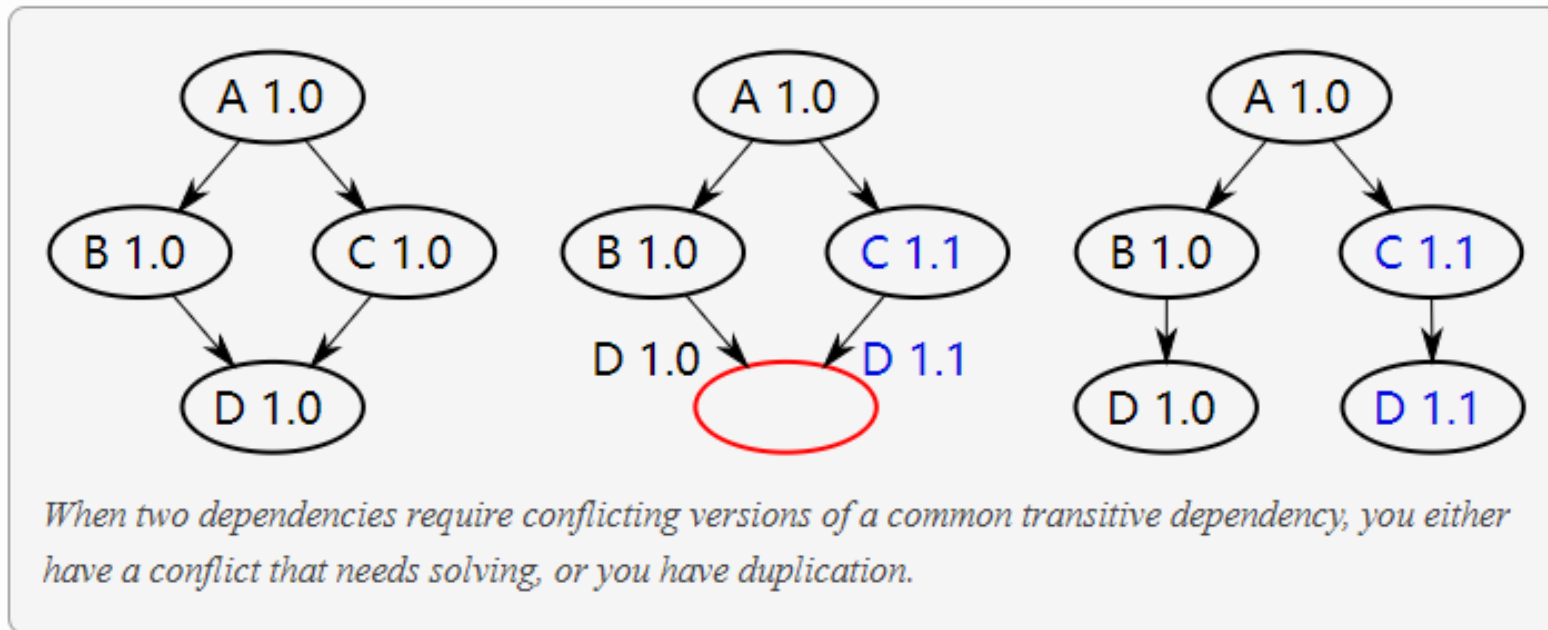 A 1.0 A 1.0 A 1.0
B 1.0 C 1.0 B 1.0 C 1.1 B 1.0 C 1.1
D 1.0 D 1.1
D 1.0 D 1.0 D 1.1
When two dependencies require conflicting versions of a common transitive dependency, you either
have a conflict that needs solving, or you have duplication.